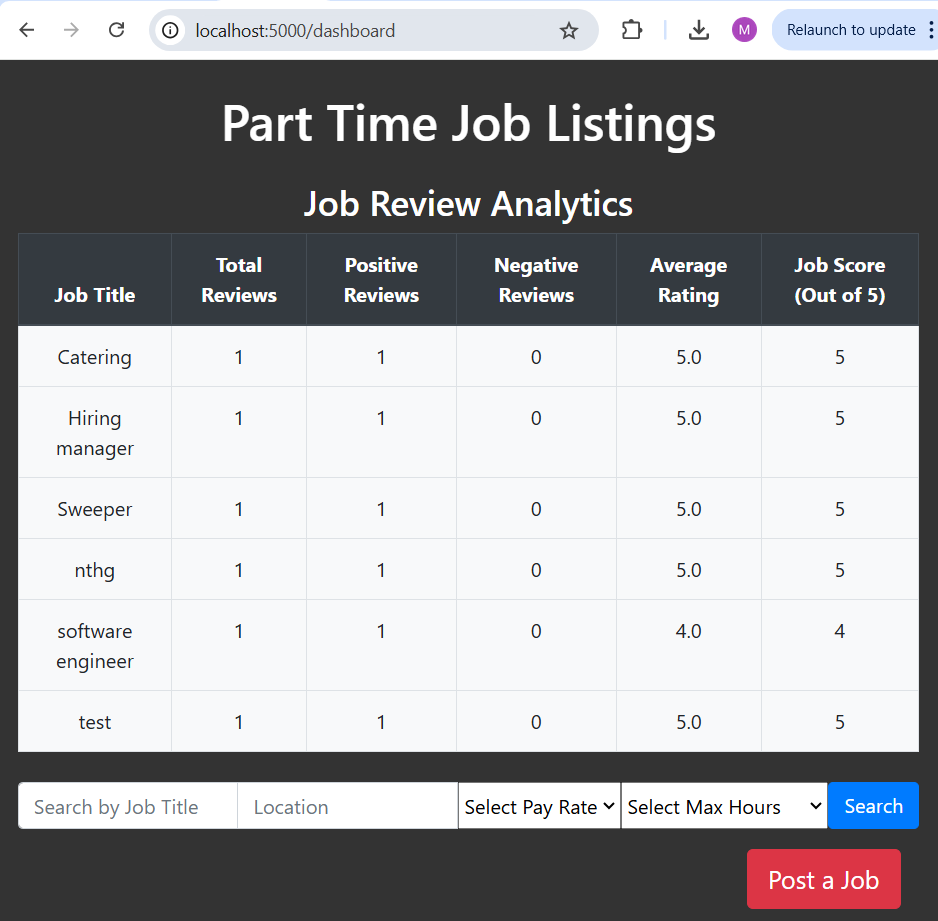 localhost:5000/dashboard
M
Relaunch to update
Part Time Job Listings
Job Review Analytics
Job Title Total Reviews Positive Reviews Negative Reviews Average Rating Job Score (Out of 5)
Catering 1 1 0 5.0 5
Hiring manager 1 1 0 5.0 5
Sweeper 1 1 0 5.0 5
nthg 1 1 0 5.0 5
software engineer 1 1 0 4.0 4
test 1 1 0 5.0 5
Search by Job Title Location Select Pay Rate Select Max Hours Search
Post a Job